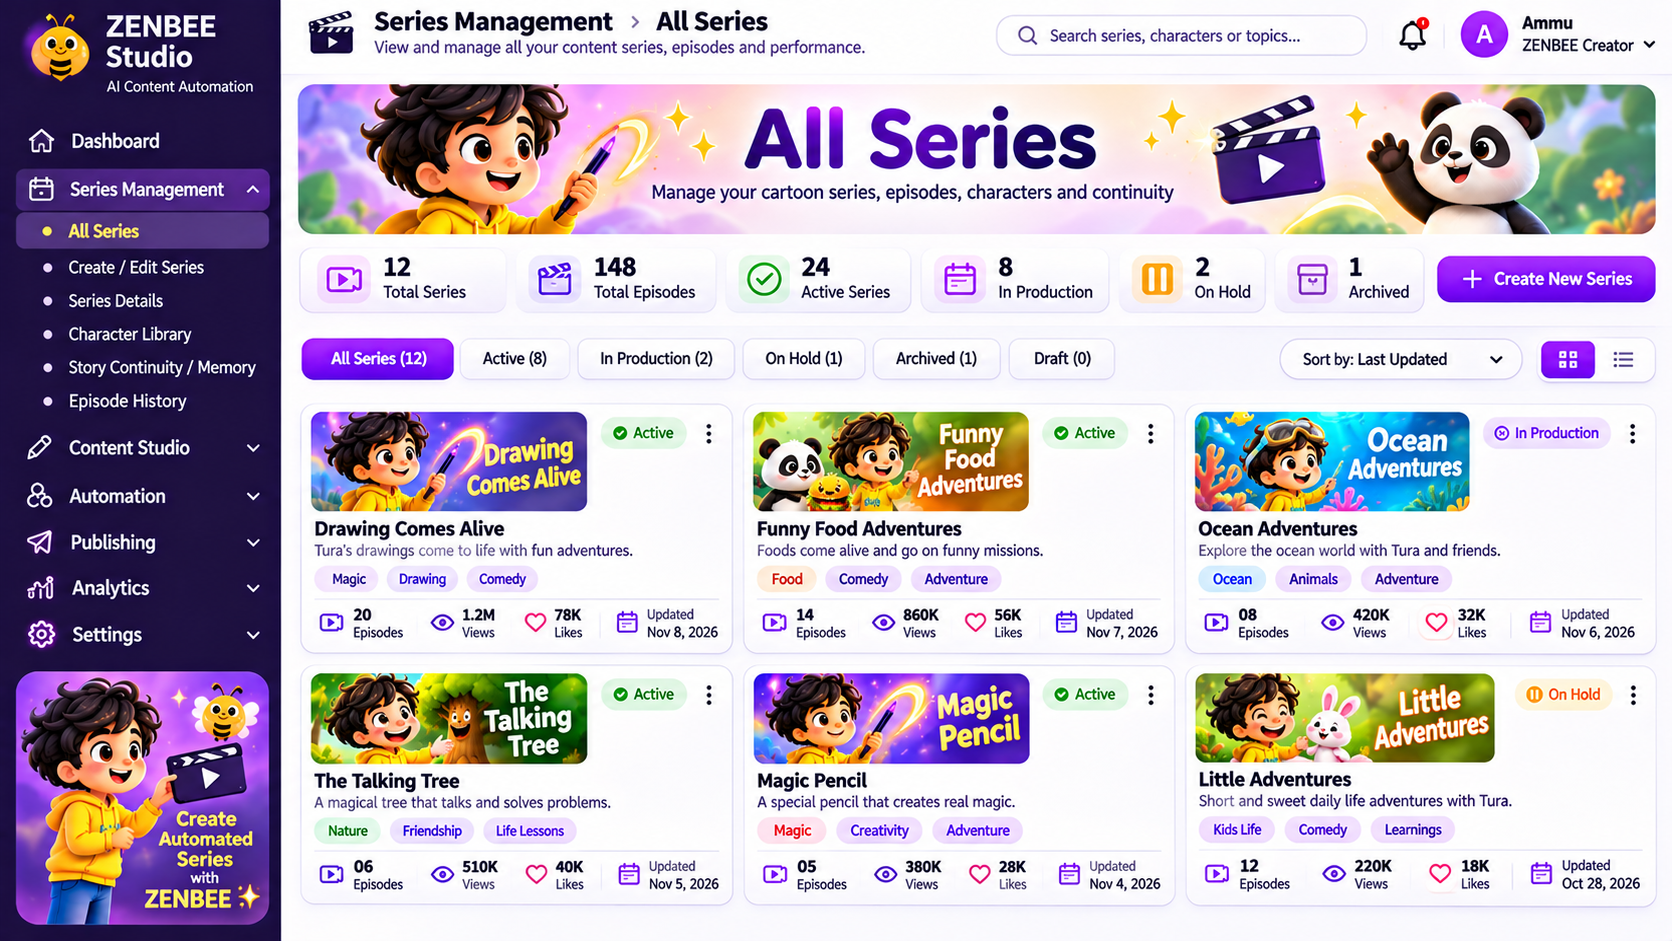 ZENBEE
Studio
AI Content Automation
Dashboard
Series Management
All Series
Create / Edit Series
Series Details
Character Library
Story Continuity / Memory
Episode History
Content Studio
Automation
Publishing
Analytics
Settings
Create
Automated
Series
with
ZENBEE
Series Management > All Series
View and manage all your content series, episodes and performance.
Search series, characters or topics...
A
Ammu
ZENBEE Creator
All Series
Manage your cartoon series, episodes, characters and continuity
12
Total Series
148
Total Episodes
24
Active Series
8
In Production
2
On Hold
1
Archived
+ Create New Series
All Series (12)
Active (8)
In Production (2)
On Hold (1)
Archived (1)
Draft (0)
Sort by: Last Updated
Drawing
Comes Alive
Active
Drawing Comes Alive
Tura's drawings come to life with fun adventures.
Magic
Drawing
Comedy
20
Episodes
1.2M
Views
78K
Likes
Updated
Nov 8, 2026
Funny
Food
Adventures
Active
Funny Food Adventures
Foods come alive and go on funny missions.
Food
Comedy
Adventure
14
Episodes
860K
Views
56K
Likes
Updated
Nov 7, 2026
Ocean
Adventures
In Production
Ocean Adventures
Explore the ocean world with Tura and friends.
Ocean
Animals
Adventure
08
Episodes
420K
Views
32K
Likes
Updated
Nov 6, 2026
The
Talking
Tree
Active
The Talking Tree
A magical tree that talks and solves problems.
Nature
Friendship
Life Lessons
06
Episodes
510K
Views
40K
Likes
Updated
Nov 5, 2026
Magic
Pencil
Active
Magic Pencil
A special pencil that creates real magic.
Magic
Creativity
Adventure
05
Episodes
380K
Views
28K
Likes
Updated
Nov 4, 2026
Little
Adventures
On Hold
Little Adventures
Short and sweet daily life adventures with Tura.
Kids Life
Comedy
Learnings
12
Episodes
220K
Views
18K
Likes
Updated
Oct 28, 2026